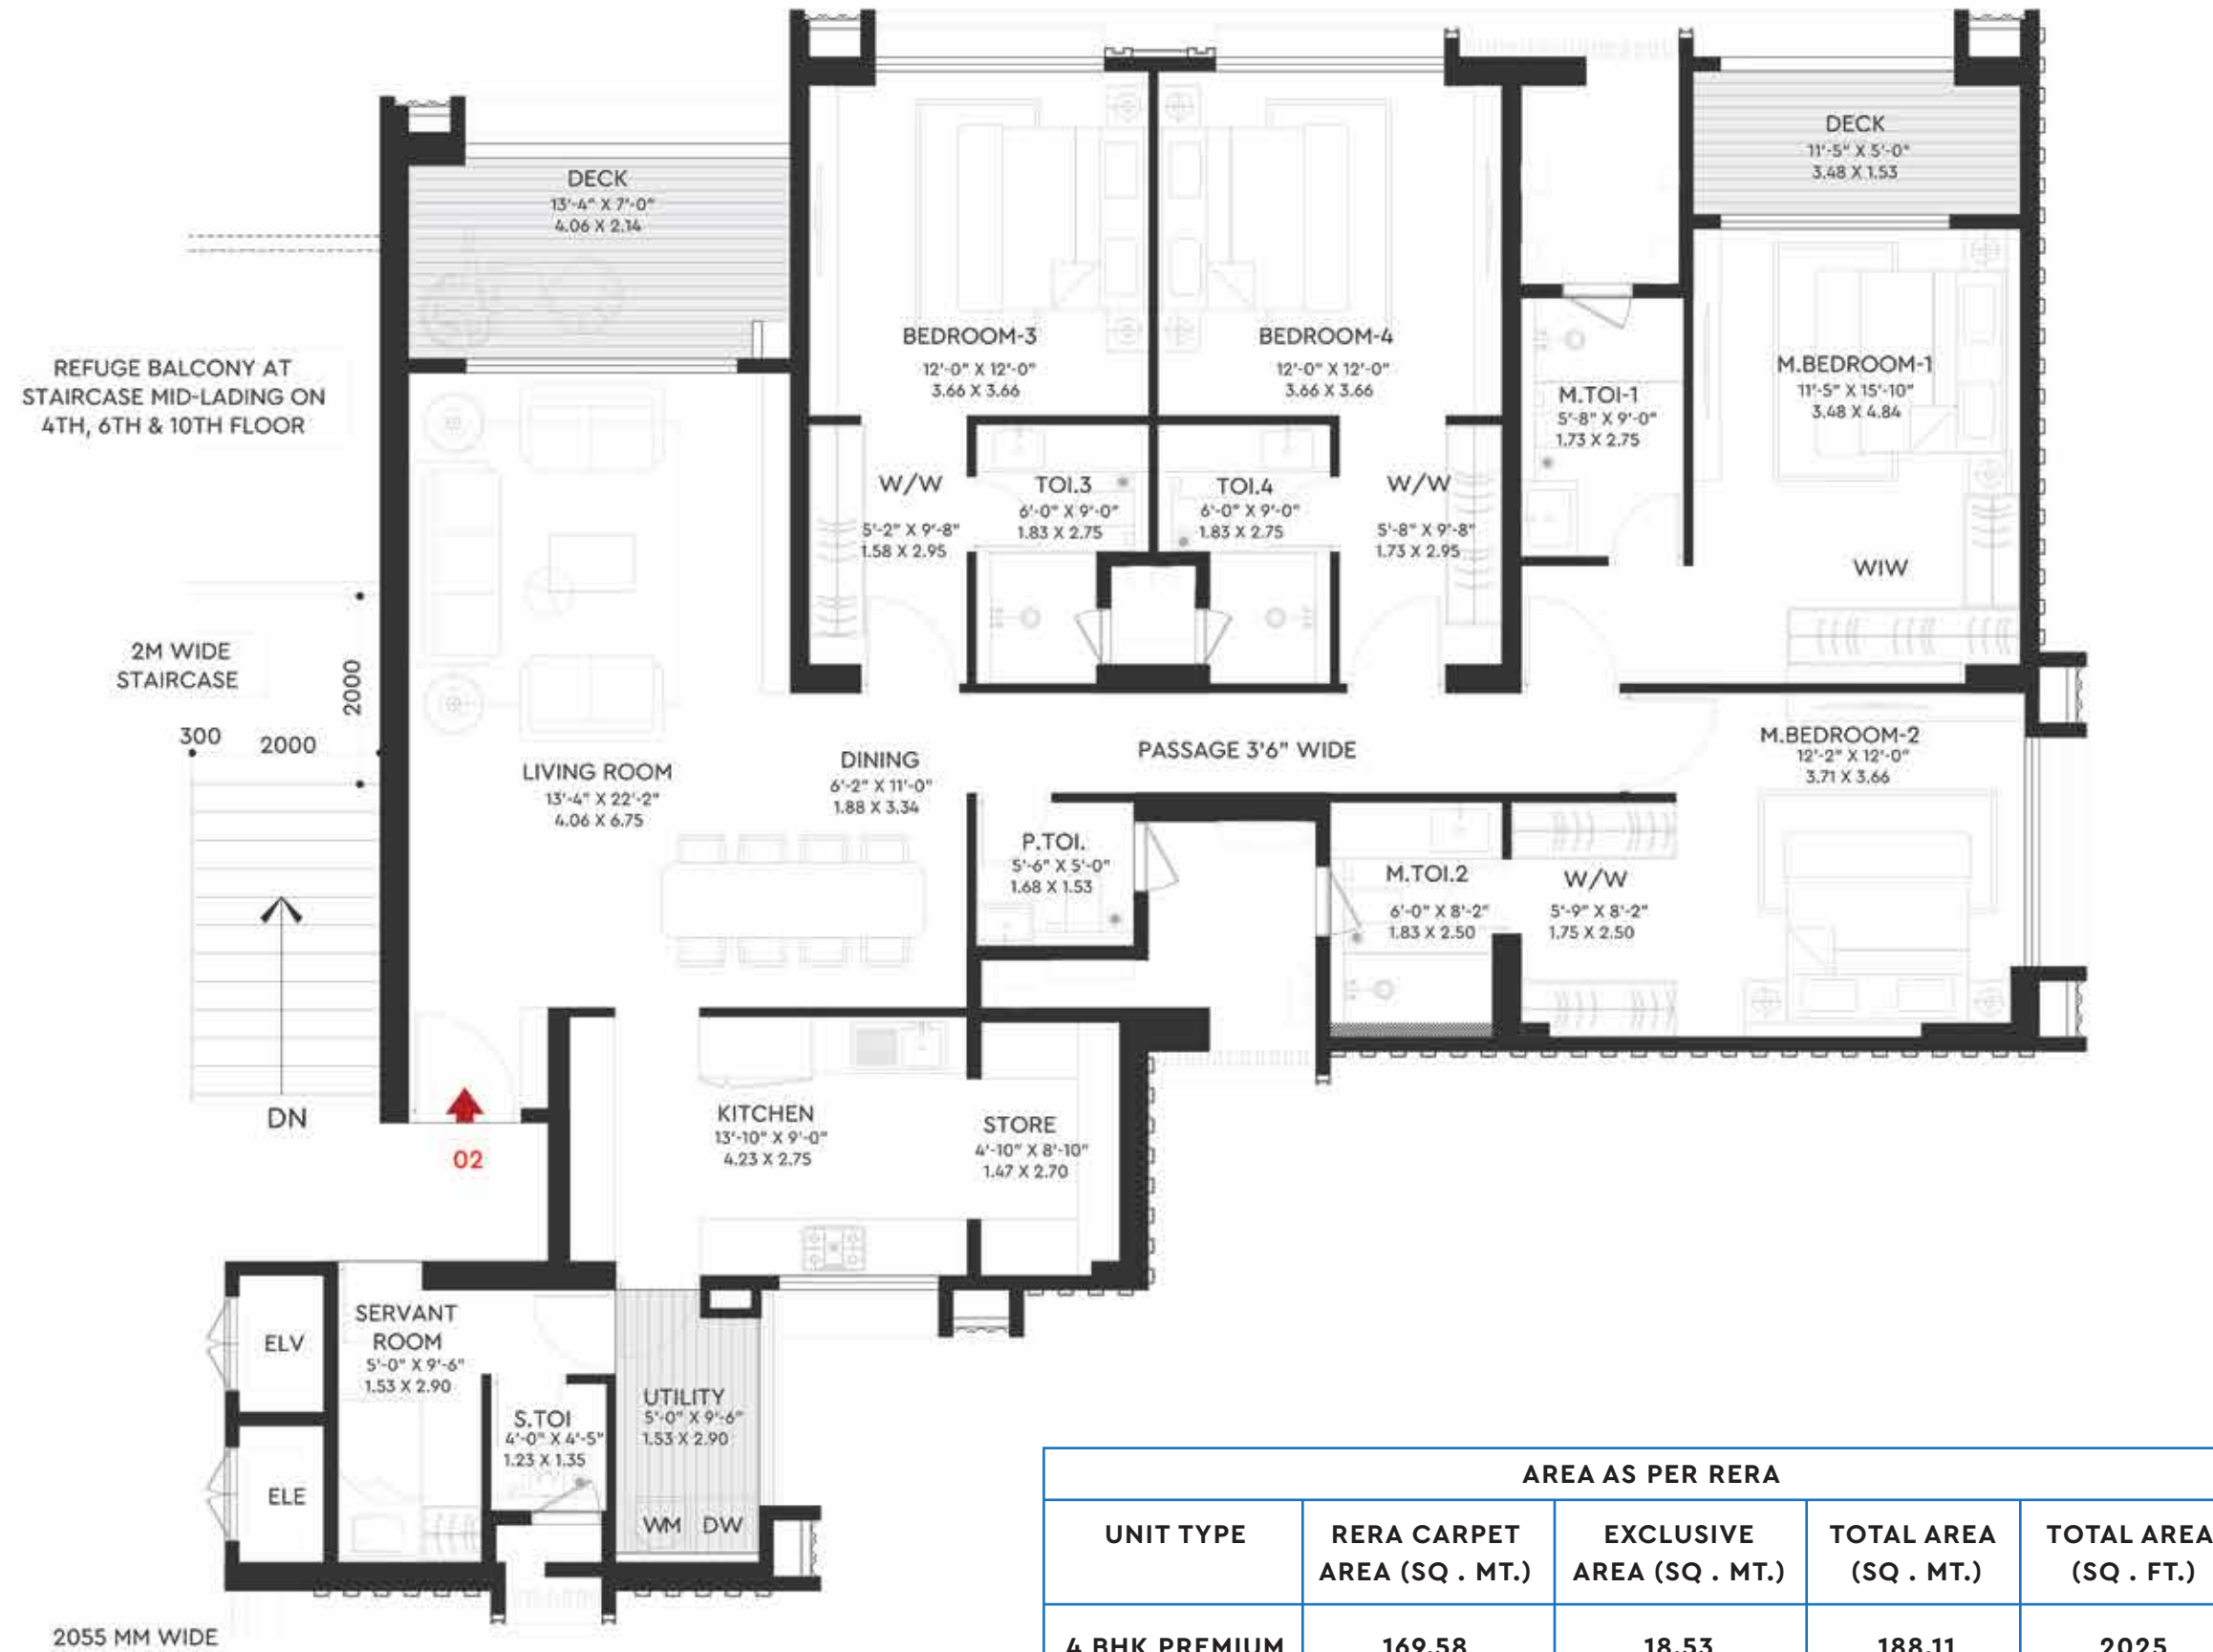 DECK
11'-5" X 5'-0"
3.48 X 1.53
DECK
13'-4" X 7'-0"
4.06 X 2.14
BEDROOM-3
12'-0" X 12'-0"
3.66 X 3.66
BEDROOM-4
12'-0" X 12'-0"
3.66 X 3.66
REFUGE BALCONY AT
STAIRCASE MID-LADING ON
4TH, 6TH & 10TH FLOOR
M.TOI-1
5'-8" X 9'-0"
1.73 X 2.75
M.BEDROOM-1
11'-5" X 15'-10"
3.48 X 4.84
W/W
5'-2" X 9'-8"
1.58 X 2.95
TOI.3
6'-0" X 9'-0"
1.83 X 2.75
TOI.4
6'-0" X 9'-0"
1.83 X 2.75
W/W
5'-8" X 9'-8"
1.73 X 2.95
WIW
2M WIDE
STAIRCASE
2000
300
2000
LIVING ROOM
13'-4" X 22'-2"
4.06 X 6.75
DINING
6'-2" X 11'-0"
1.88 X 3.34
PASSAGE 3'6" WIDE
M.BEDROOM-2
12'-2" X 12'-0"
3.71 X 3.66
P.TOI.
5'-6" X 5'-0"
1.68 X 1.53
M.TOI.2
6'-0" X 8'-2"
1.83 X 2.50
W/W
5'-9" X 8'-2"
1.75 X 2.50
DN
02
KITCHEN
13'-10" X 9'-0"
4.23 X 2.75
STORE
4'-10" X 8'-10"
1.47 X 2.70
ELV
SERVANT
ROOM
5'-0" X 9'-6"
1.53 X 2.90
ELE
S.TOI
4'-0" X 4'-5"
1.23 X 1.35
UTILITY
5'-0" X 9'-6"
1.53 X 2.90
WM DW
2055 MM WIDE
AREA AS PER RERA
UNIT TYPE
RERA CARPET
AREA (SQ . MT.)
EXCLUSIVE
AREA (SQ . MT.)
TOTAL AREA
(SQ . MT.)
TOTAL AREA
(SQ . FT.)
4 BHK PREMIUM 169.58 18.53 188.11 2025